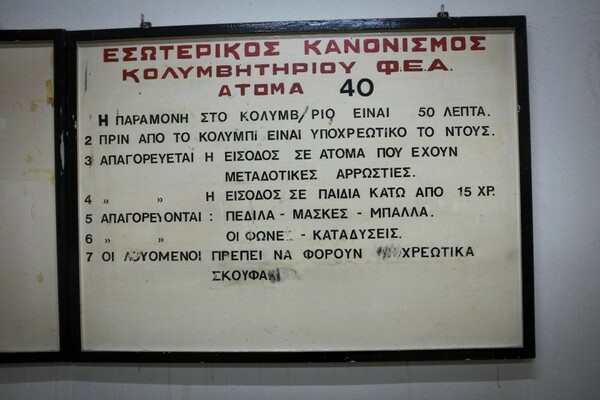 ΕΣΩΤΕΡΙΚΟΣ ΚΑΝΟΝΙΣΜΟΣ
ΚΟΛΥΜΒΗΤΗΡΙΟΥ Φ.Ε.Α.
ΑΤΟΜΑ 40
Η ΠΑΡΑΜΟΝΗ ΣΤΟ ΚΟΛΥΜΒ/ΡΙΟ ΕΙΝΑΙ 50 ΛΕΠΤΑ.
2 ΠΡΙΝ ΑΠΟ ΤΟ ΚΟΛΥΜΠΙ ΕΙΝΑΙ ΥΠΟΧΡΕΩΤΙΚΟ ΤΟ ΝΤΟΥΣ.
3 ΑΠΑΓΟΡΕΥΕΤΑΙ Η ΕΙΣΟΔΟΣ ΣΕ ΑΤΟΜΑ ΠΟΥ ΕΧΟΥΝ
ΜΕΤΑΔΟΤΙΚΕΣ ΑΡΡΩΣΤΙΕΣ.
4 " " Η ΕΙΣΟΔΟΣ ΣΕ ΠΑΙΔΙΑ ΚΑΤΩ ΑΠΟ 15 ΧΡ.
5 ΑΠΑΓΟΡΕΥΟΝΤΑΙ : ΠΕΔΙΛΑ - ΜΑΣΚΕΣ - ΜΠΑΛΛΑ.
6 " " ΟΙ ΦΩΝΕΣ - ΚΑΤΑΔΥΣΕΙΣ.
7 ΟΙ ΛΟΥΟΜΕΝΟΙ ΠΡΕΠΕΙ ΝΑ ΦΟΡΟΥΝ ΥΠΟΧΡΕΩΤΙΚΑ
ΣΚΟΥΦΑΚΙ